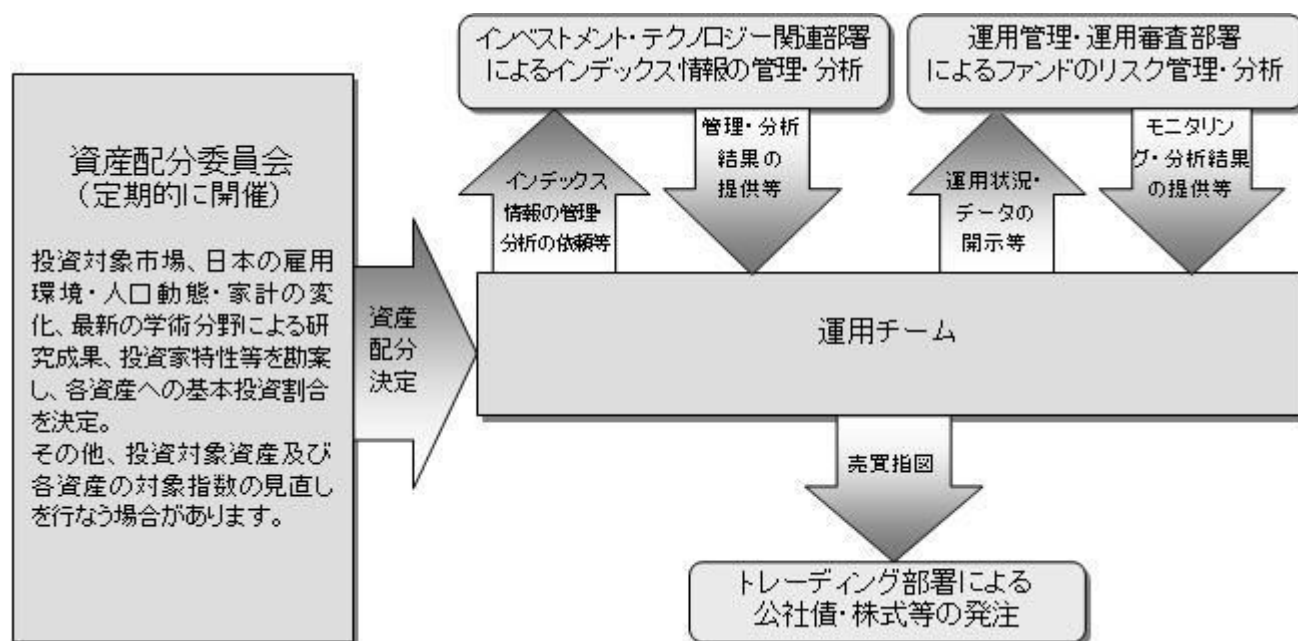 インベストメント・テクノロジー関連部署
によるインデックス情報の管理・分析
運用管理・運用審査部署
によるファンドのリスク管理・分析
資産配分委員会
（定期的に開催）
投資対象市場、日本の雇用
環境・人口動態・家計の変
化、最新の学術分野による研
究成果、投資家特性等を勘案
し、各資産への基本投資割合
を決定。
その他、投資対象資産及び
各資産の対象指数の見直し
を行なう場合があります。
資産
配分
決定
インデックス
情報の管理・
分析の依頼等
管理・分析
結果の
提供等
運用状況・
データの
開示等
モニタリン
グ・分析結果
の提供等
運用チーム
売買指図
トレーディング部署による
公社債・株式等の発注